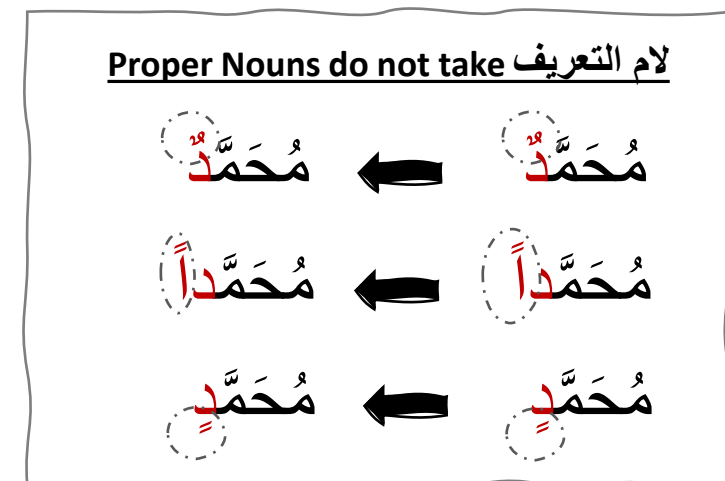 Proper Nouns do not take لام التعريف
مُحَمَّدٌ مُحَمَّدٌ
مُحَمَّداً مُحَمَّداً
مُحَمَّدٍ مُحَمَّدٍ